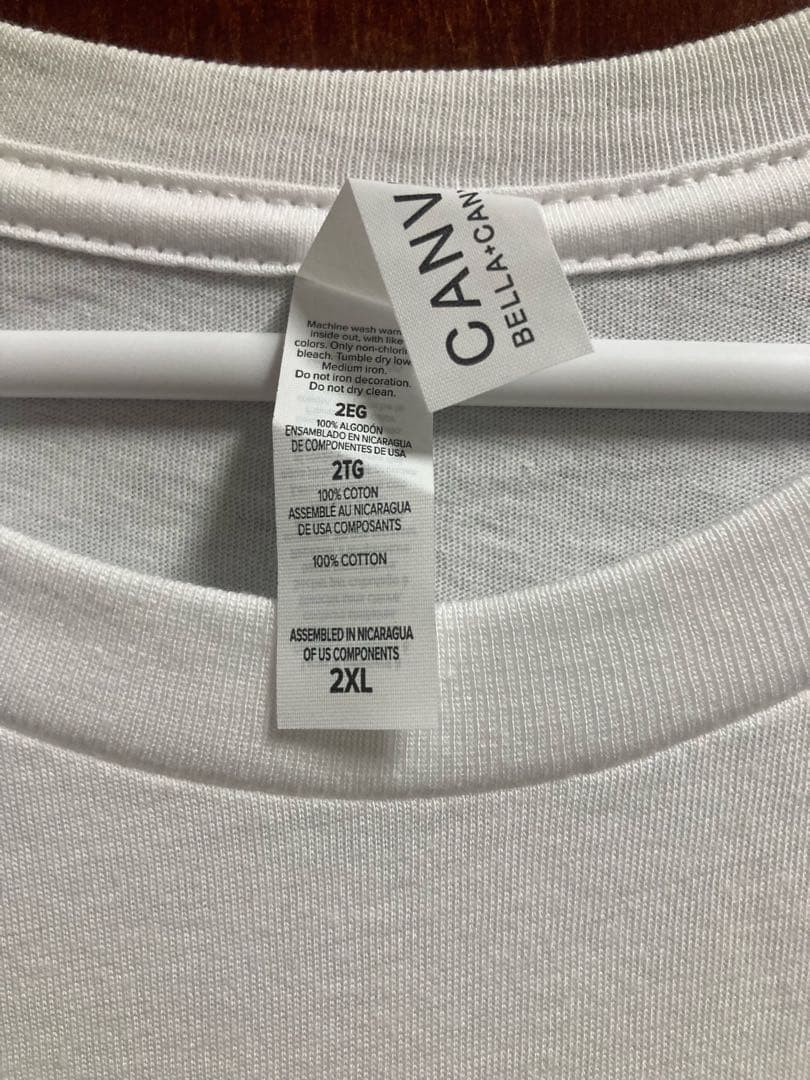 CANV
BELLA+CANV
Machine wash warm
inside out, with like
colors. Only non-chlori
bleach. Tumble dry low
Medium iron.
Do not iron decoration.
Do not dry clean.
2EG
100% ALGODÓN
ENSAMBLADO EN NICARAGUA
DE COMPONENTES DE USA
2TG
100% COTON
ASSEMBLÉ AU NICARAGUA
DE USA COMPOSANTS
100% COTTON
ASSEMBLED IN NICARAGUA
OF US COMPONENTS
2XL